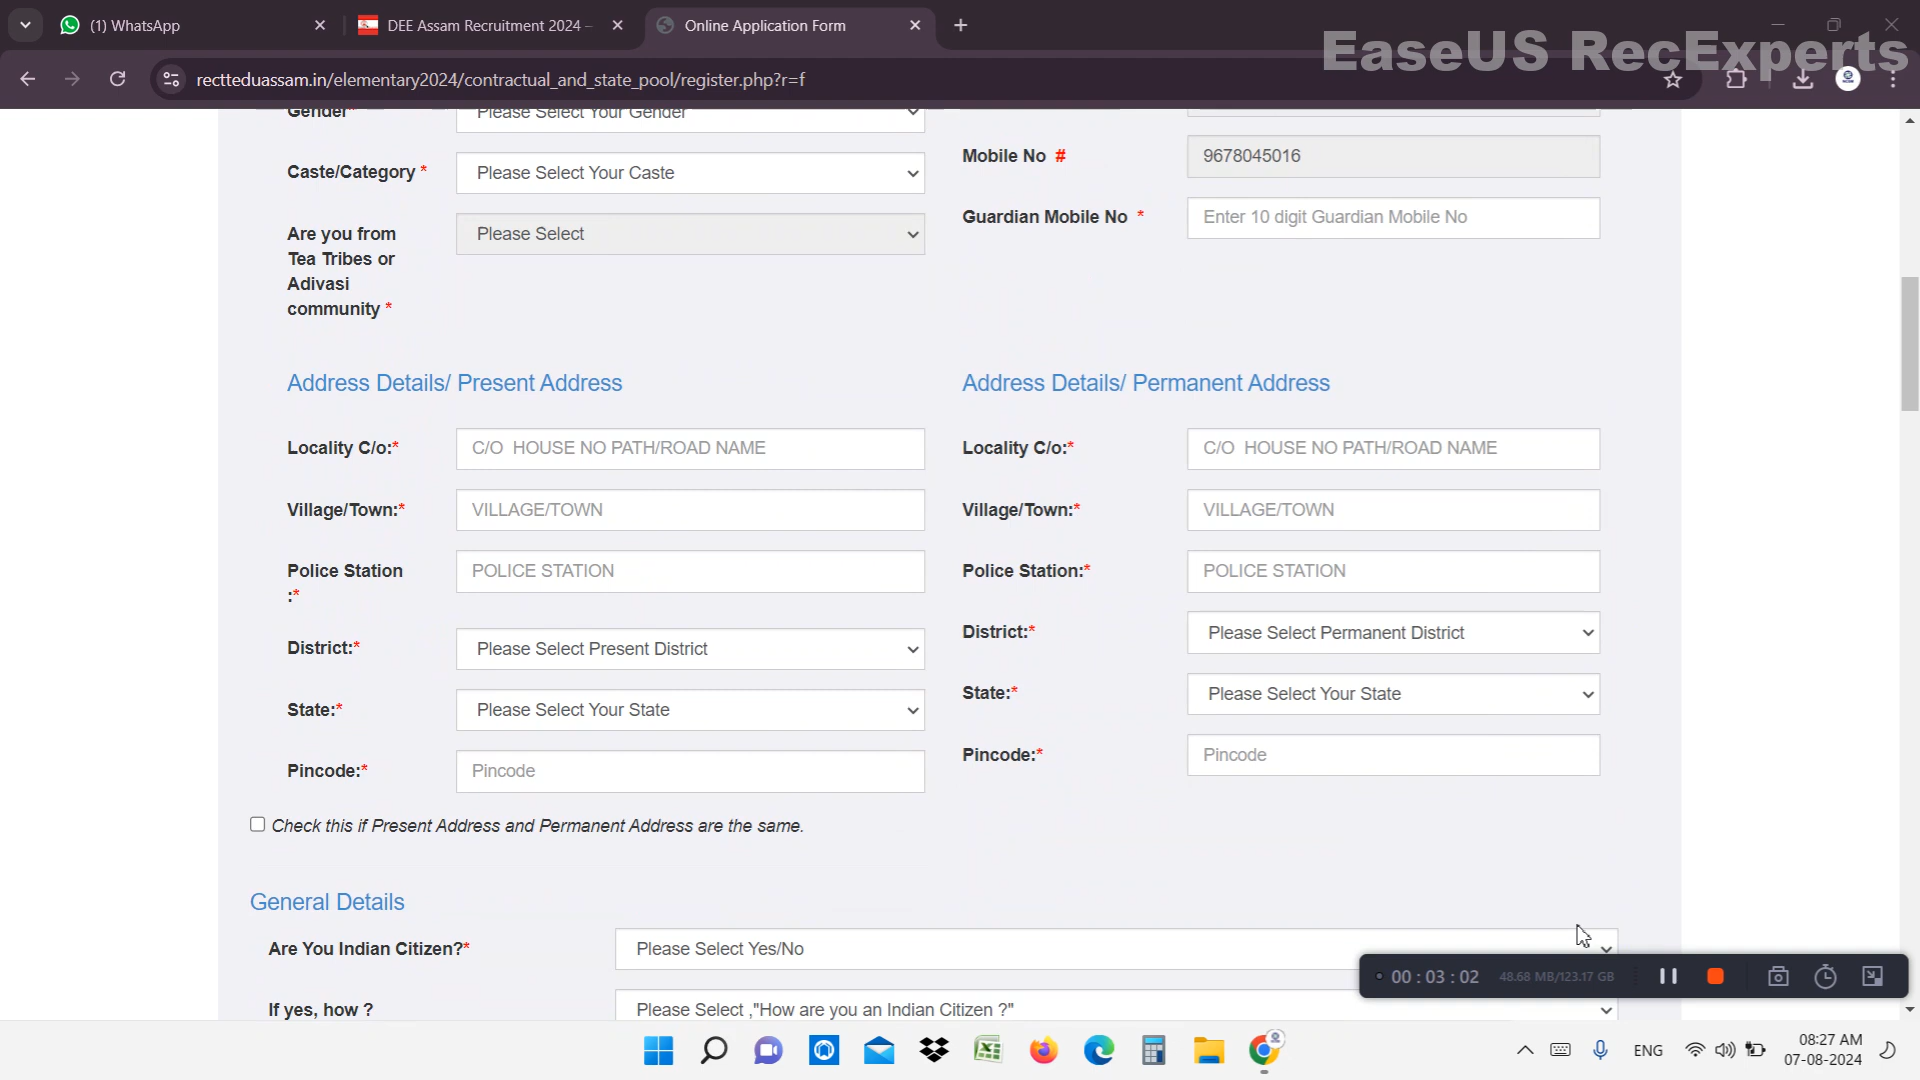 (1) WhatsApp
DEE Assam Recruitment 2024 -
Online Application Form
EaseUS RecExperts
rectteduassam.in/elementary2024/contractual_and_state_pool/register.php?r=f
Gender*
Please Select Your Gender
Mobile No #
9678045016
Caste/Category *
Please Select Your Caste
Guardian Mobile No *
Enter 10 digit Guardian Mobile No
Are you from
Tea Tribes or
Adivasi
community *
Please Select
Address Details/ Present Address
Address Details/ Permanent Address
Locality C/o:*
C/O HOUSE NO PATH/ROAD NAME
Locality C/o:*
C/O HOUSE NO PATH/ROAD NAME
Village/Town:*
VILLAGE/TOWN
Village/Town:*
VILLAGE/TOWN
Police Station
:*
POLICE STATION
Police Station:*
POLICE STATION
District:*
Please Select Present District
District:*
Please Select Permanent District
State:*
Please Select Your State
State:*
Please Select Your State
Pincode:*
Pincode
Pincode:*
Pincode
Check this if Present Address and Permanent Address are the same.
General Details
Are You Indian Citizen?*
Please Select Yes/No
If yes, how ?
Please Select ,"How are you an Indian Citizen ?"
00 : 03 : 02
48.68 MB/123.17 GB
ENG
08:27 AM
07-08-2024